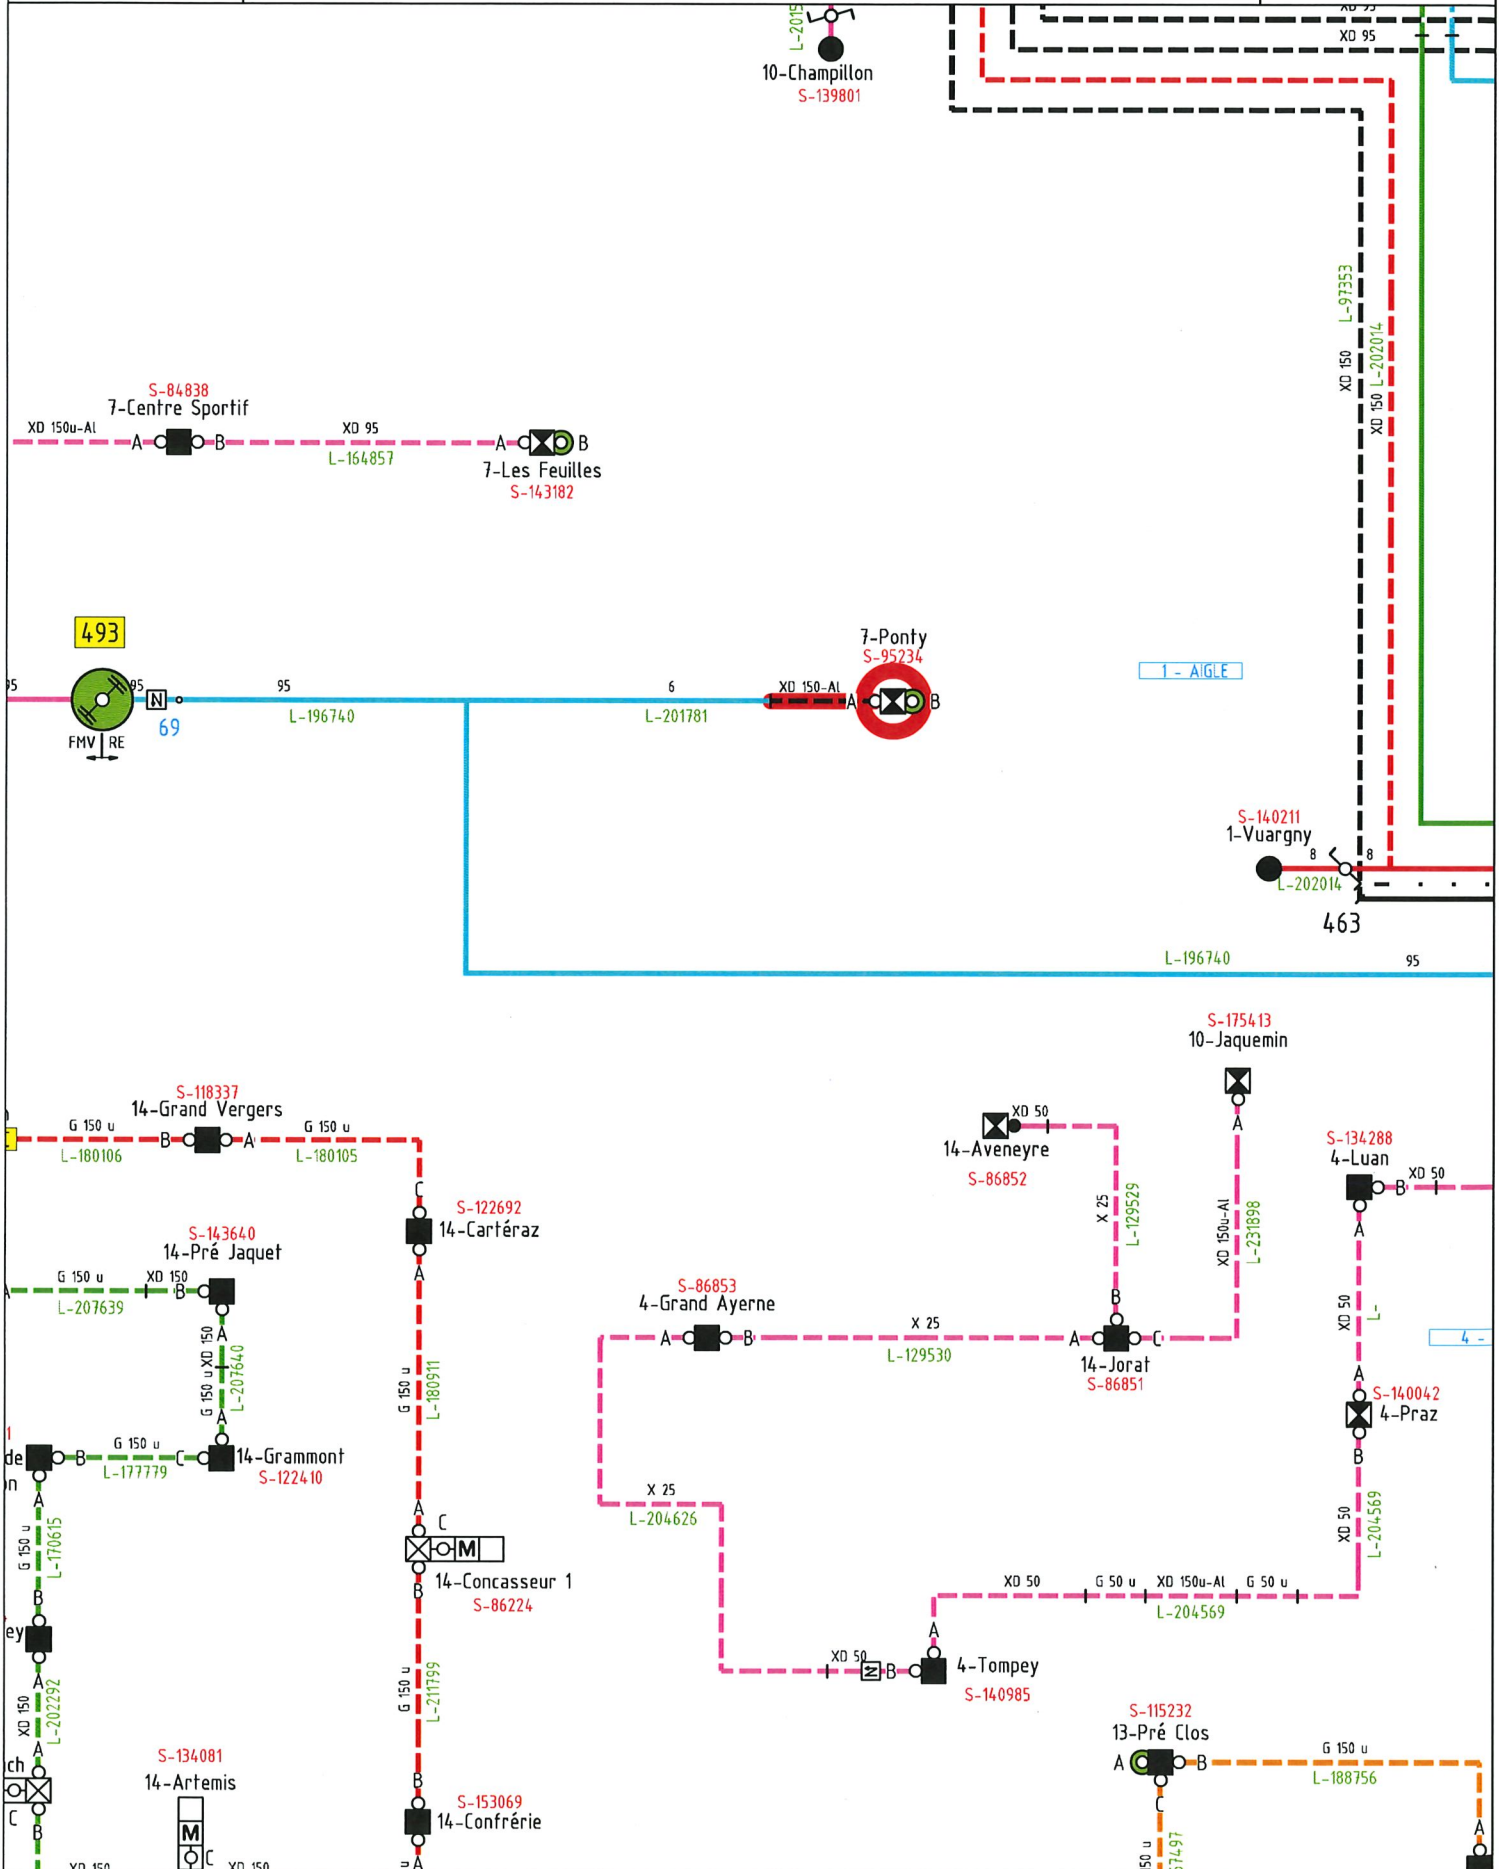 L-2015
10-Champillon
S-139801
XD 95
L-97353
XD 150
L-202014
XD 150
S-84838
7-Centre Sportif
XD 150u-Al
A
B
XD 95
L-164857
A
B
7-Les Feuilles
S-143182
493
95
N
69
FMV
RE
95
L-196740
6
L-201781
7-Ponty
S-95234
XD 150-Al
A
B
1 - AIGLE
S-140211
1-Vuargny
8
8
L-202014
463
L-196740
95
S-175413
10-Jaquemin
A
XD 150u-Al
L-231898
S-118337
14-Grand Vergers
G 150 u
B
A
G 150 u
L-180106
L-180105
C
S-122692
14-Cartéraz
A
G 150 u
L-180911
A
XD 50
14-Aveneyre
S-86852
X 25
L-129529
B
S-134288
4-Luan
B
XD 50
A
XD 50
L-
A
4 -
S-143640
14-Pré Jaquet
G 150 u
XD 150
B
L-207639
A
XD 150
G 150 u
L-207640
A
S-86853
4-Grand Ayerne
A
B
X 25
L-129530
A
C
14-Jorat
S-86851
S-140042
4-Praz
B
XD 50
L-204569
de
B
G 150 u
C
L-177779
14-Grammont
S-122410
A
G 150 u
L-170615
B
X 25
L-204626
C
M
14-Concasseur 1
S-86224
B
G 150 u
L-211799
B
XD 50
G 50 u
XD 150u-Al
G 50 u
L-204569
A
ey
A
XD 150
L-202292
A
XD 50
N
B
4-Tompey
S-140985
S-115232
13-Pré Clos
A
B
G 150 u
L-188756
C
A
ch
C
B
S-134081
14-Artemis
M
C
XD 150
XD 150
S-153069
14-Confrérie
A